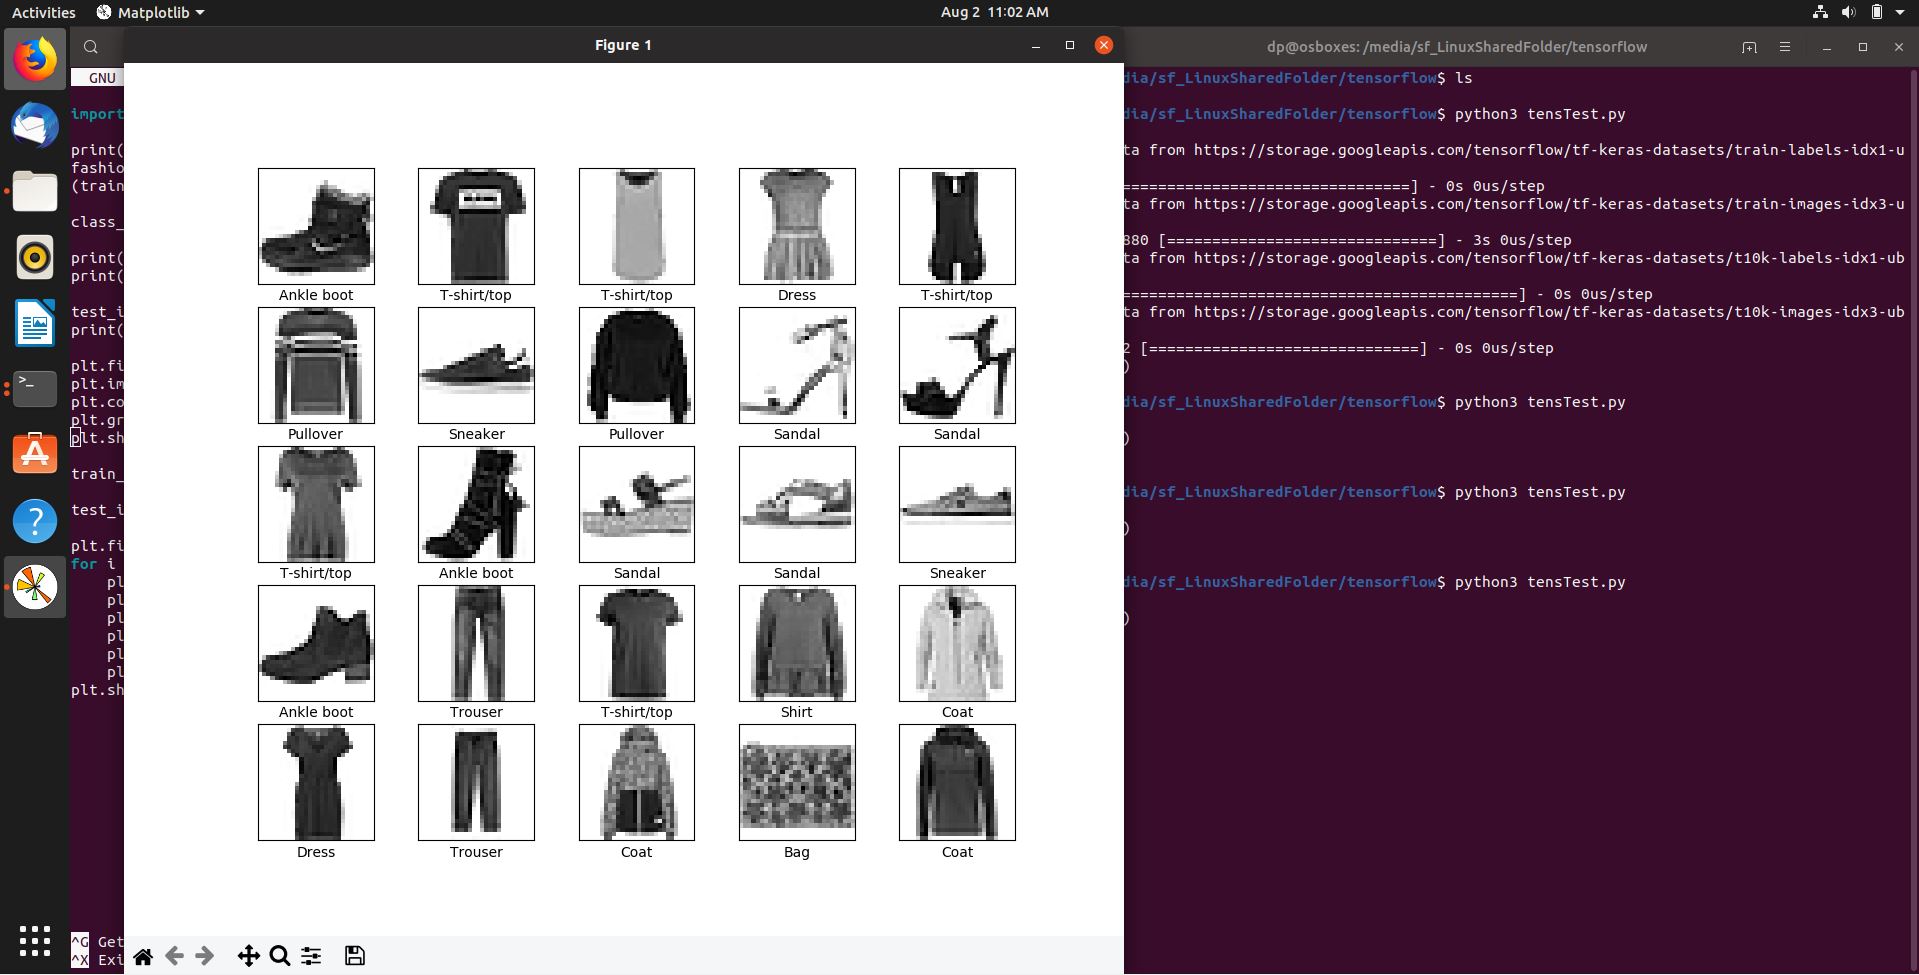 Activities Matplotlib Aug 2 11:02 AM
Figure 1
dp@osboxes: /media/sf_LinuxSharedFolder/tensorflow
GNU
import
print(
fashio
(train
class_
print(
print(
test_i
print(
plt.fi
plt.im
plt.co
plt.gr
plt.sh
train_
test_i
plt.fi
for i
pl
pl
pl
pl
pl
pl
plt.sh
^G Get
^X Exi
Ankle boot T-shirt/top T-shirt/top Dress T-shirt/top
Pullover Sneaker Pullover Sandal Sandal
T-shirt/top Ankle boot Sandal Sandal Sneaker
Ankle boot Trouser T-shirt/top Shirt Coat
Dress Trouser Coat Bag Coat
dia/sf_LinuxSharedFolder/tensorflow$ ls
dia/sf_LinuxSharedFolder/tensorflow$ python3 tensTest.py
ta from https://storage.googleapis.com/tensorflow/tf-keras-datasets/train-labels-idx1-u
================================] - 0s 0us/step
ta from https://storage.googleapis.com/tensorflow/tf-keras-datasets/train-images-idx3-u
880 [==============================] - 3s 0us/step
ta from https://storage.googleapis.com/tensorflow/tf-keras-datasets/t10k-labels-idx1-ub
============================================] - 0s 0us/step
ta from https://storage.googleapis.com/tensorflow/tf-keras-datasets/t10k-images-idx3-ub
2 [==============================] - 0s 0us/step
)
dia/sf_LinuxSharedFolder/tensorflow$ python3 tensTest.py
)
dia/sf_LinuxSharedFolder/tensorflow$ python3 tensTest.py
)
dia/sf_LinuxSharedFolder/tensorflow$ python3 tensTest.py
)